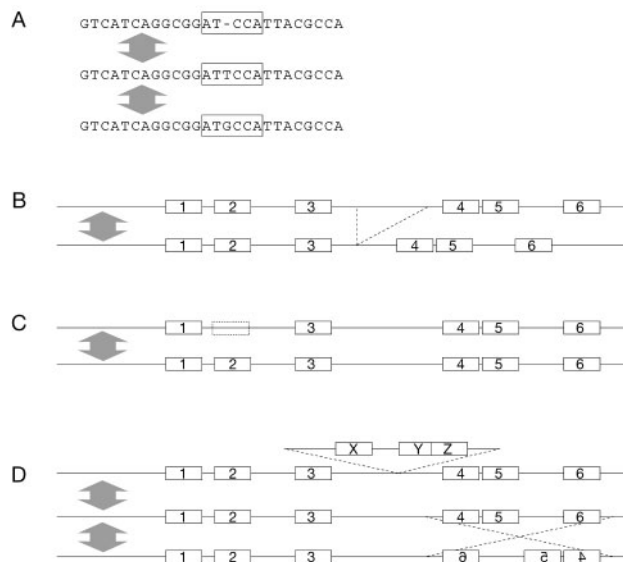 A GTCATCAGGCGGAT-CCATTACGCCA
GTCATCAGGCGGATTCCATTACGCCA
GTCATCAGGCGGATGCCATTACGCCA
B 1 2 3 4 5 6
1 2 3 4 5 6
C 1 3 4 5 6
1 2 3 4 5 6
X Y Z
D 1 2 3 4 5 6
1 2 3 4 5 6
1 2 3 6 5 4